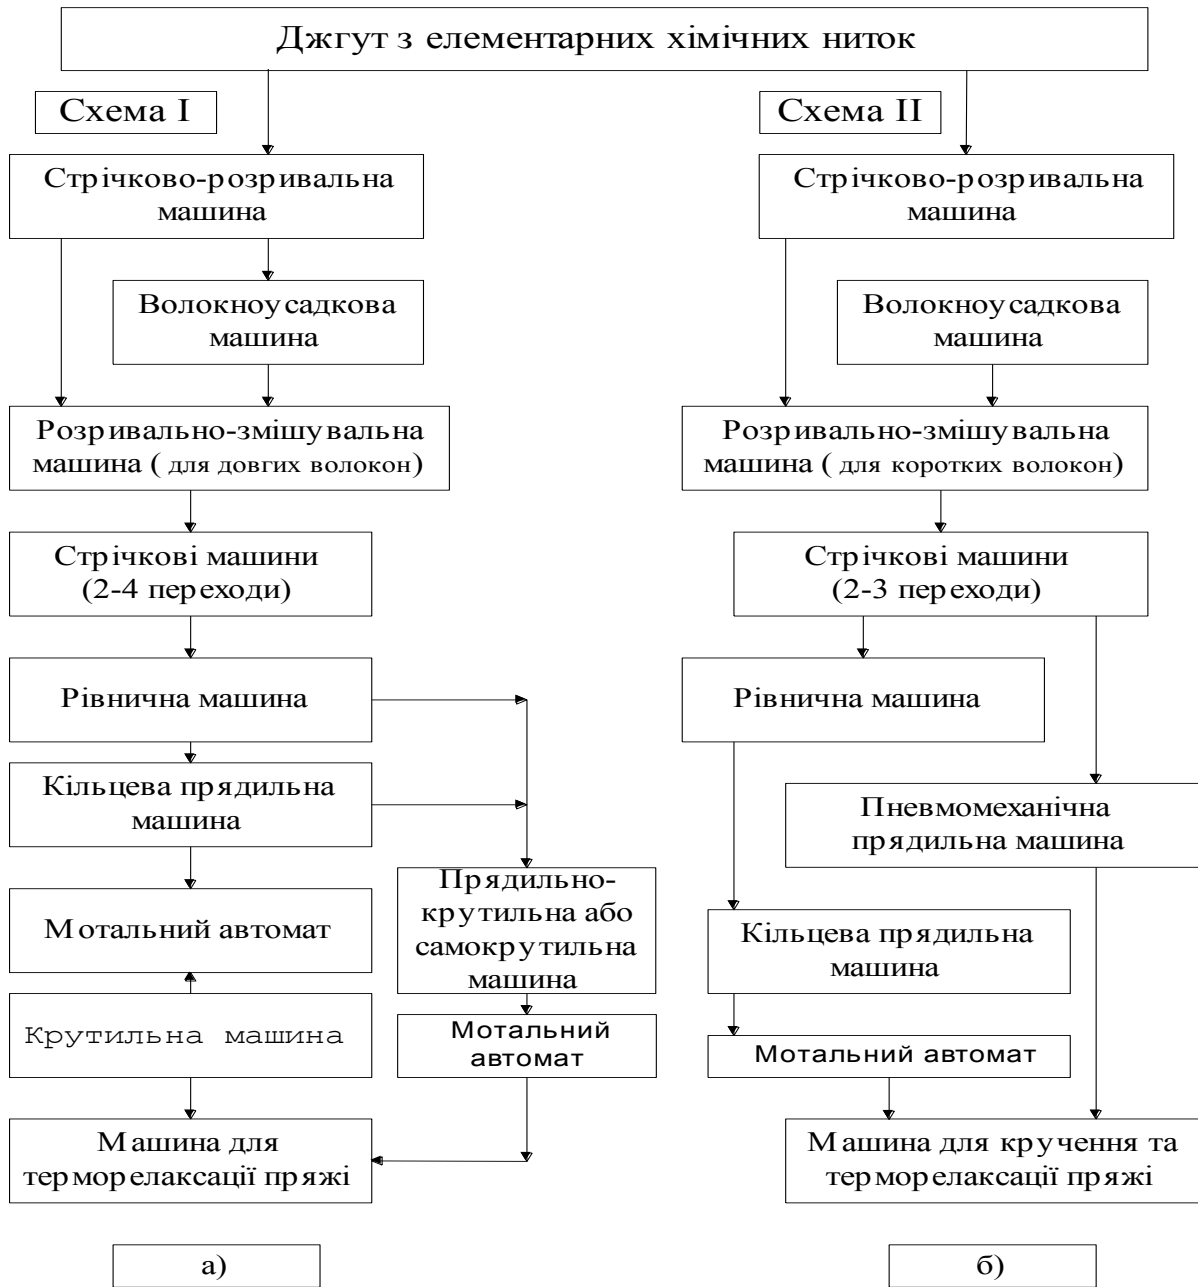 Джгут з елементарних хімічних ниток
Схема І
Схема ІІ
Стрічково-розривальна
машина
Стрічково-розривальна
машина
Волокноусадкова
машина
Волокноусадкова
машина
Розривально-змішувальна
машина ( для довгих волокон)
Розривально-змішувальна
машина ( для коротких волокон)
Стрічкові машини
(2-4 переходи)
Стрічкові машини
(2-3 переходи)
Рівнична машина
Рівнична машина
Кільцева прядильна
машина
Пневмомеханічна
прядильна машина
Мотальний автомат
Прядильно-
крутильна або
самокрутильна
машина
Кільцева прядильна
машина
Крутильна машина
Мотальний
автомат
Мотальний автомат
Машина для
терморелаксації пряжі
Машина для кручення та
терморелаксації пряжі
а)
б)